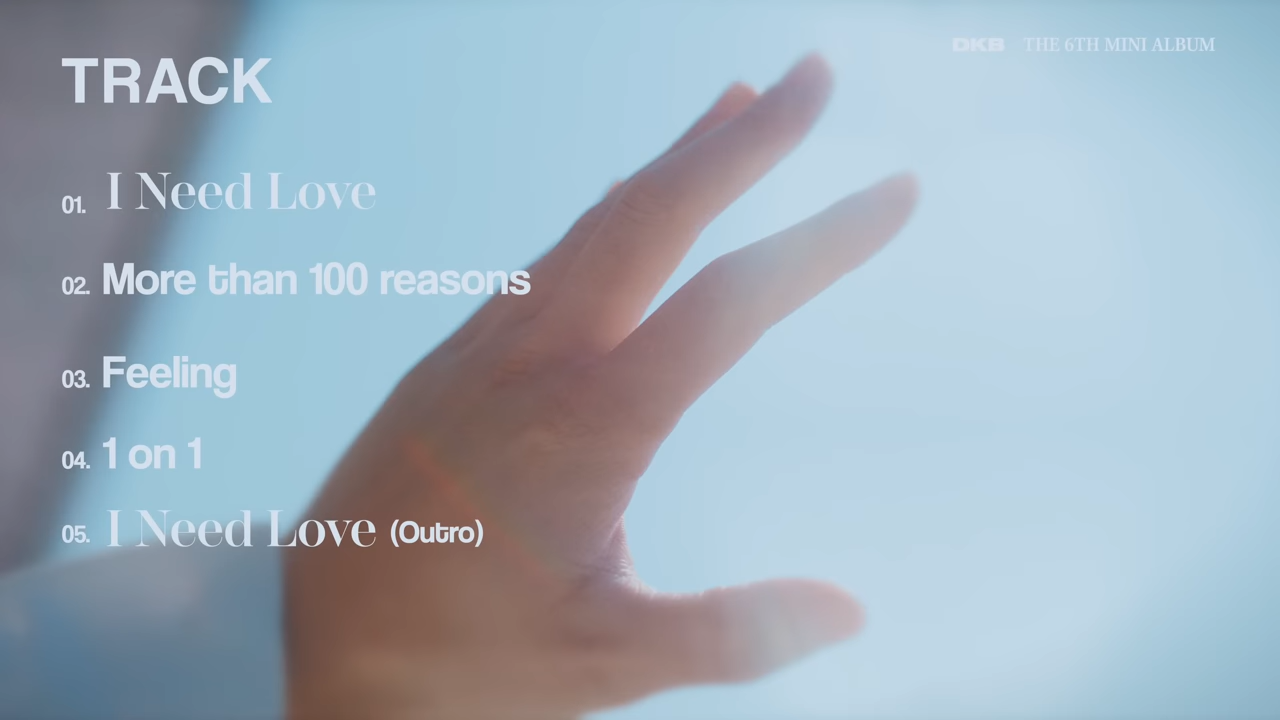 DKB THE 6TH MINI ALBUM
TRACK
01. I Need Love
02. More than 100 reasons
03. Feeling
04. 1 on 1
05. I Need Love (Outro)